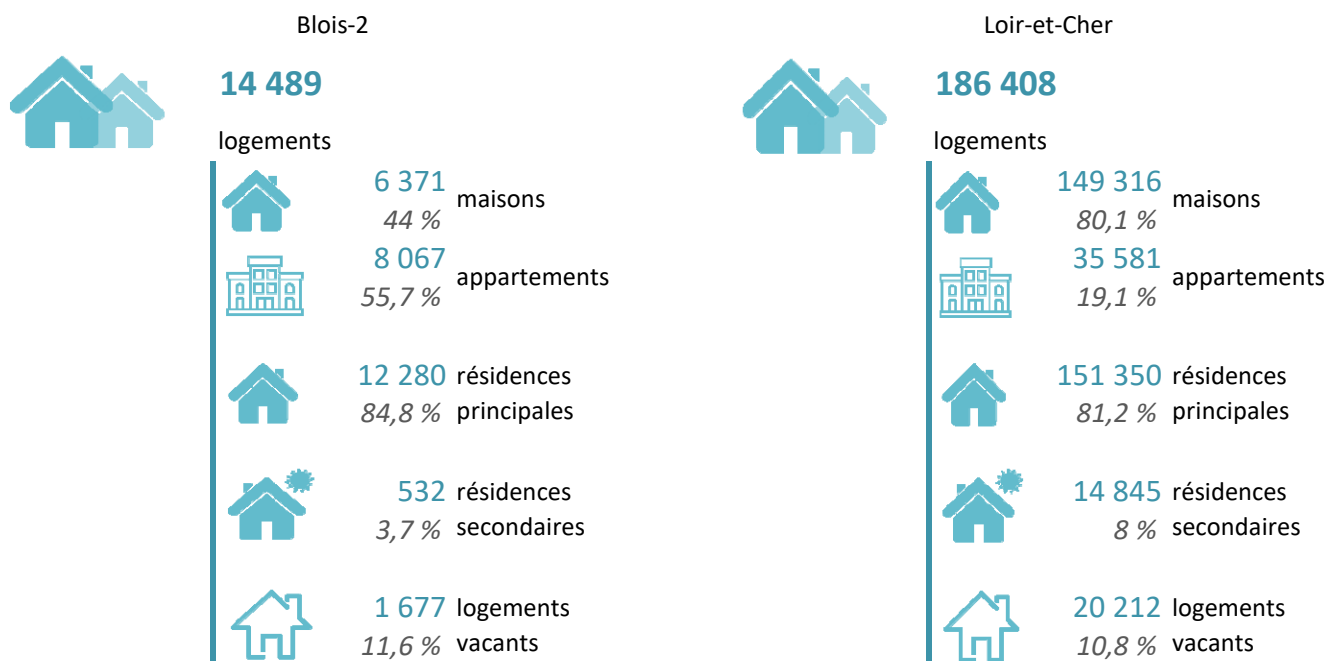 Blois-2
14 489
logements
6 371
maisons
44 %
8 067
appartements
55,7 %
12 280 résidences
84,8 % principales
532 résidences
3,7 % secondaires
1 677 logements
11,6 % vacants
Loir-et-Cher
186 408
logements
149 316
maisons
80,1 %
35 581
appartements
19,1 %
151 350 résidences
81,2 % principales
14 845 résidences
8 % secondaires
20 212 logements
10,8 % vacants